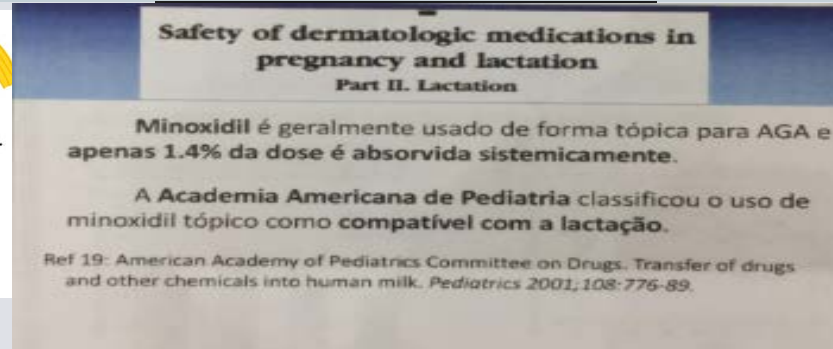 Safety of dermatologic medications in
pregnancy and lactation
Part II. Lactation
Minoxidil é geralmente usado de forma tópica para AGA e
apenas 1.4% da dose é absorvida sistemicamente.
A Academia Americana de Pediatria classificou o uso de
minoxidil tópico como compatível com a lactação.
Ref 19: American Academy of Pediatrics Committee on Drugs. Transfer of drugs
and other chemicals into human milk. Pediatrics 2001;108:776-89.